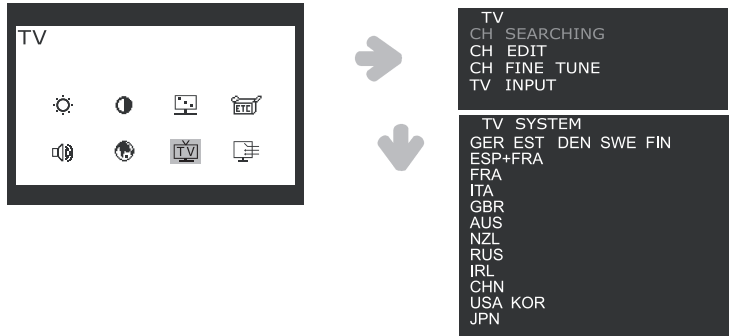 TV
ETC
TV
TV
CH SEARCHING
CH EDIT
CH FINE TUNE
TV INPUT
TV SYSTEM
GER EST DEN SWE FIN
ESP+FRA
FRA
ITA
GBR
AUS
NZL
RUS
IRL
CHN
USA KOR
JPN